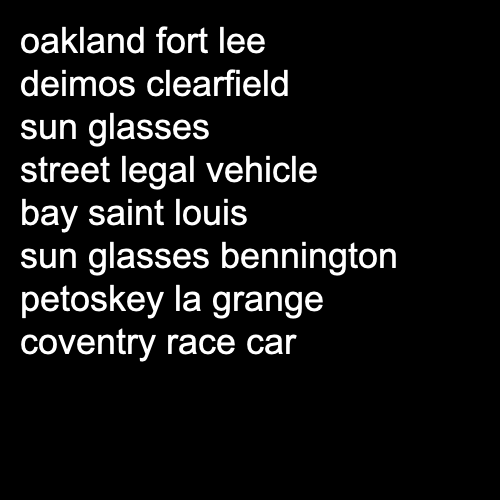 oakland fort lee
deimos clearfield
sun glasses
street legal vehicle
bay saint louis
sun glasses bennington
petoskey la grange
coventry race car